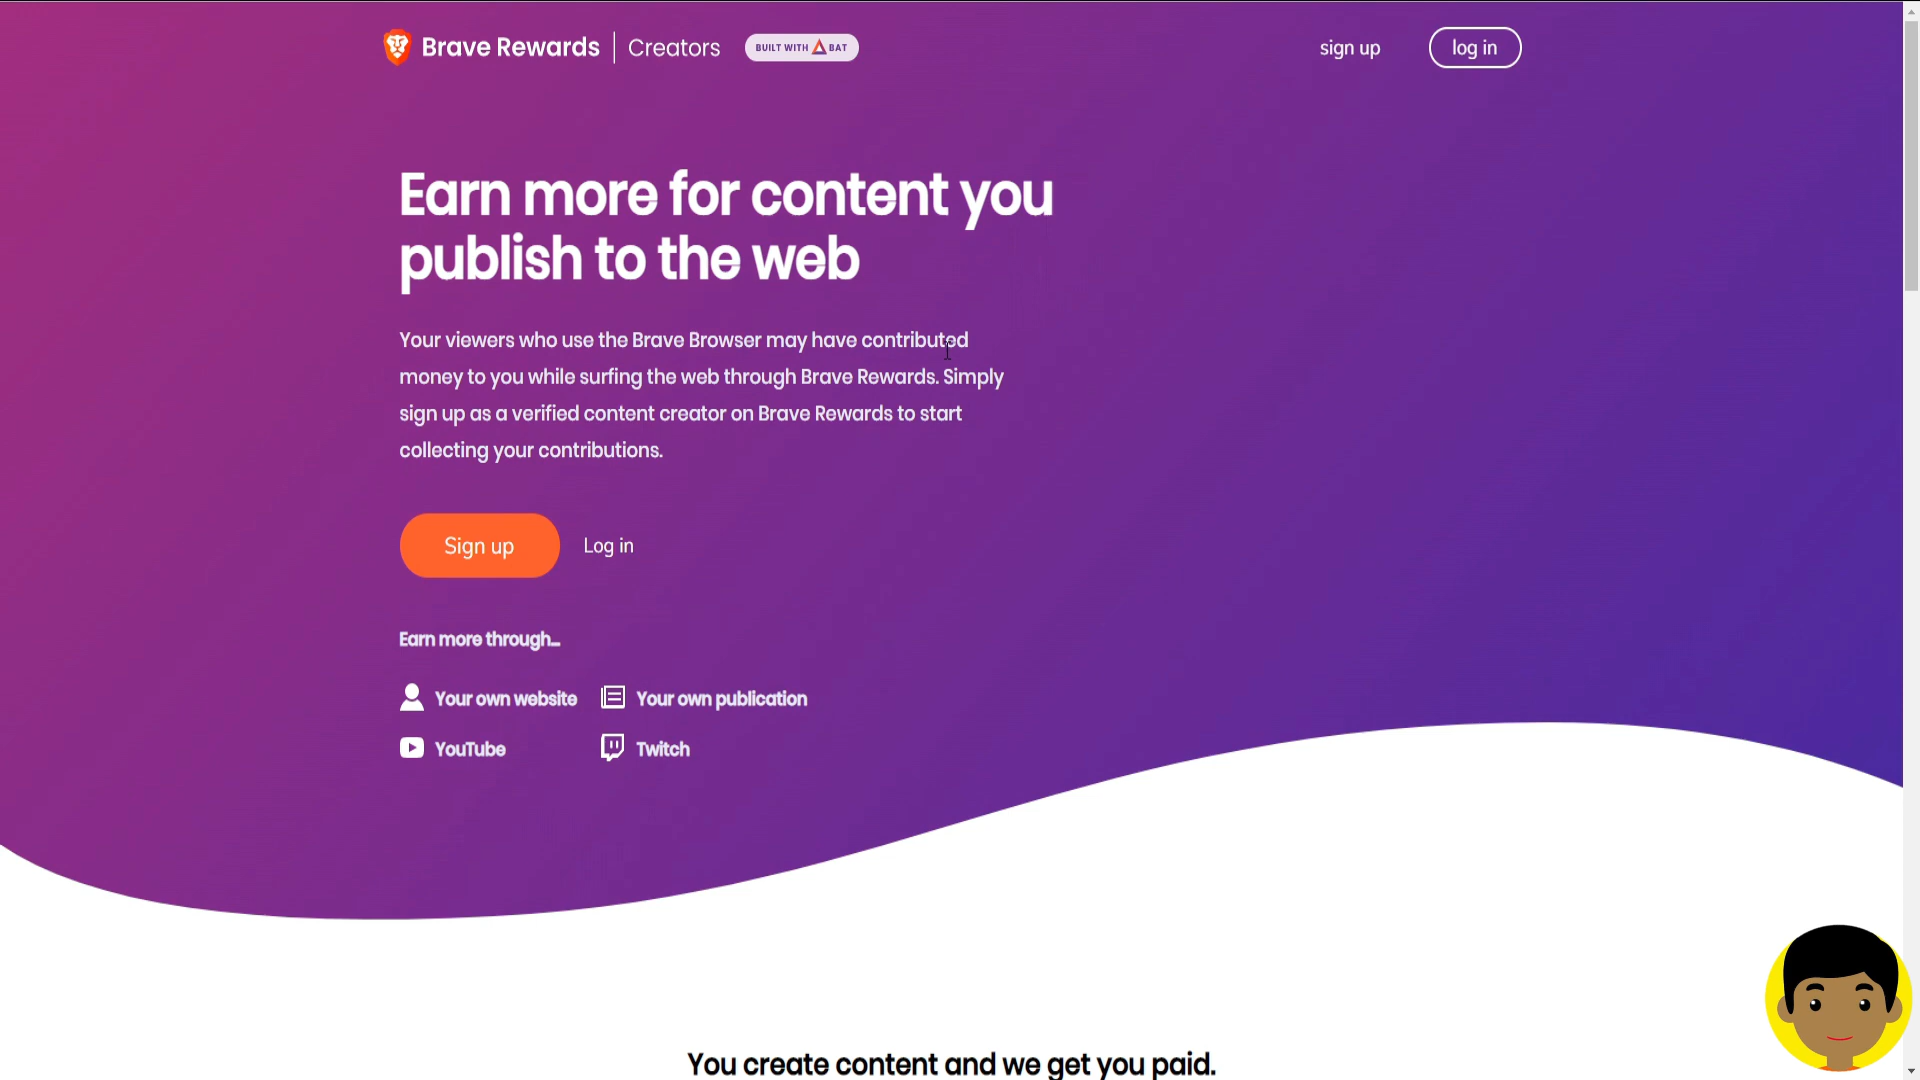 Brave Rewards | Creators BUILT WITH BAT sign up log in
Earn more for content you
publish to the web
Your viewers who use the Brave Browser may have contributed
money to you while surfing the web through Brave Rewards. Simply
sign up as a verified content creator on Brave Rewards to start
collecting your contributions.
Sign up Log in
Earn more through...
Your own website Your own publication
YouTube Twitch
You create content and we get you paid.